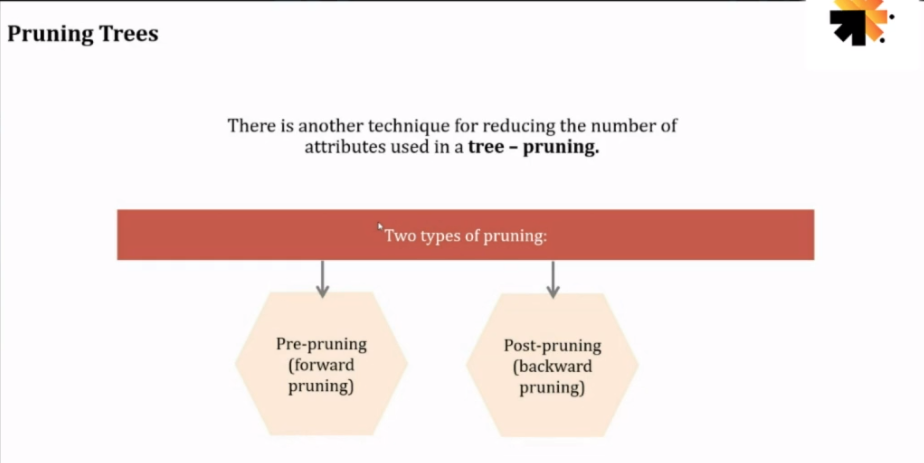 Pruning Trees
There is another technique for reducing the number of
attributes used in a tree – pruning.
Two types of pruning:
Pre-pruning
(forward
pruning)
Post-pruning
(backward
pruning)